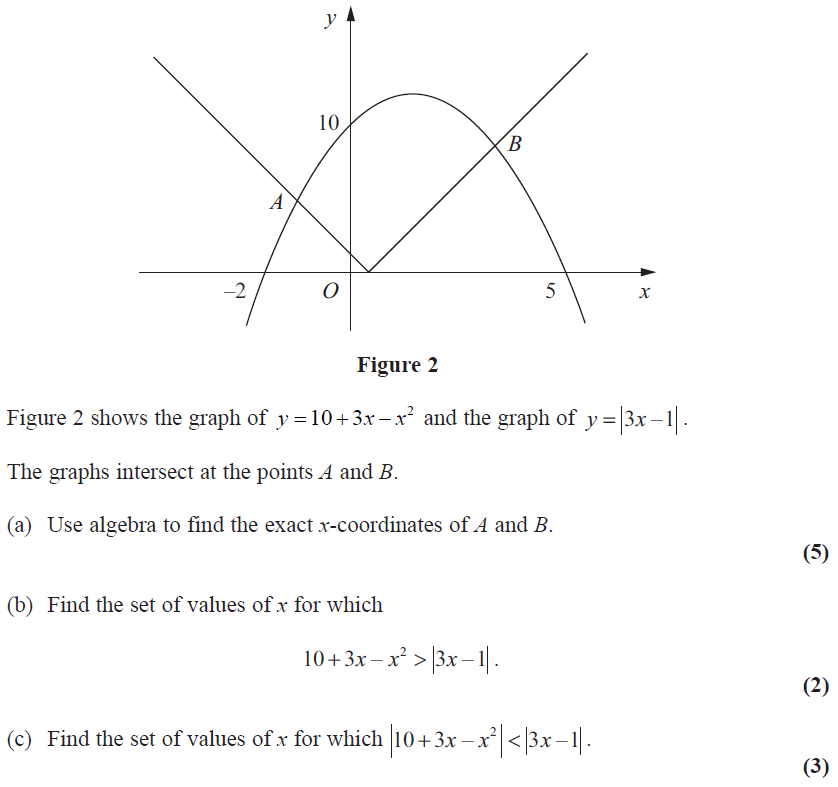 y
10
B
A
–2
O
5
x
Figure 2
Figure 2 shows the graph of y = 10 + 3x – x² and the graph of y = |3x – 1| .
The graphs intersect at the points A and B.
(a) Use algebra to find the exact x-coordinates of A and B.
(5)
(b) Find the set of values of x for which
10 + 3x – x² > |3x – 1| .
(2)
(c) Find the set of values of x for which |10 + 3x – x²| < |3x – 1| .
(3)